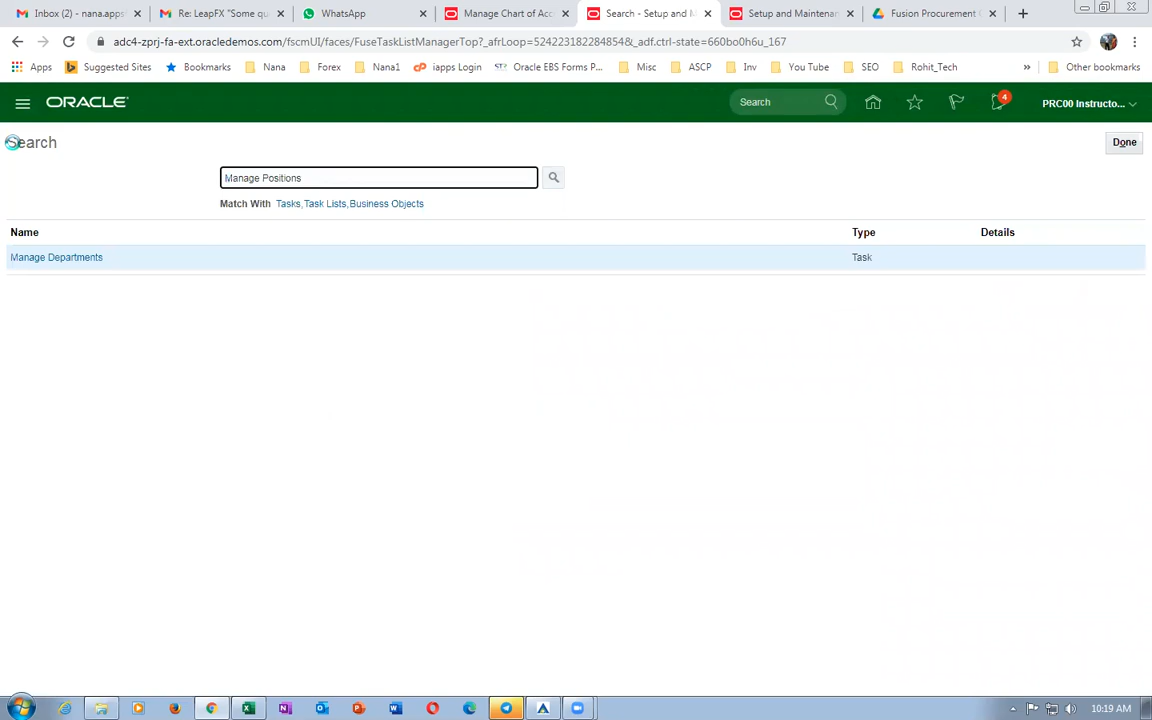 Inbox (2) - nana.apps
Re: LeapFX "Some qu
WhatsApp
Manage Chart of Acc
Search - Setup and M
Setup and Maintenan
Fusion Procurement
adc4-zprj-fa-ext.oracledemos.com/fscmUI/faces/FuseTaskListManagerTop?_afrLoop=5242231822848548&_adf.ctrl-state=660bo0h6u_167
Apps
Suggested Sites
Bookmarks
Nana
Forex
Nana1
iapps Login
Oracle EBS Forms P...
Misc
ASCP
Inv
You Tube
SEO
Rohit_Tech
»
Other bookmarks
ORACLE
Search
4
PRC00 Instructo...
Search
Done
Manage Positions
Match With Tasks, Task Lists, Business Objects
Name Type Details
Manage Departments Task
10:19 AM